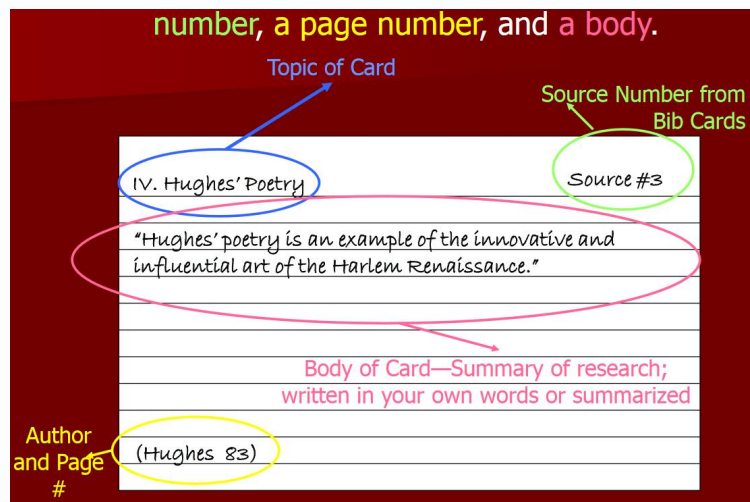 number, a page number, and a body.
Topic of Card
Source Number from
Bib Cards
IV. Hughes' Poetry
Source #3
"Hughes' poetry is an example of the innovative and
influential art of the Harlem Renaissance."
Body of Card—Summary of research;
written in your own words or summarized
Author
and Page
#
(Hughes 83)